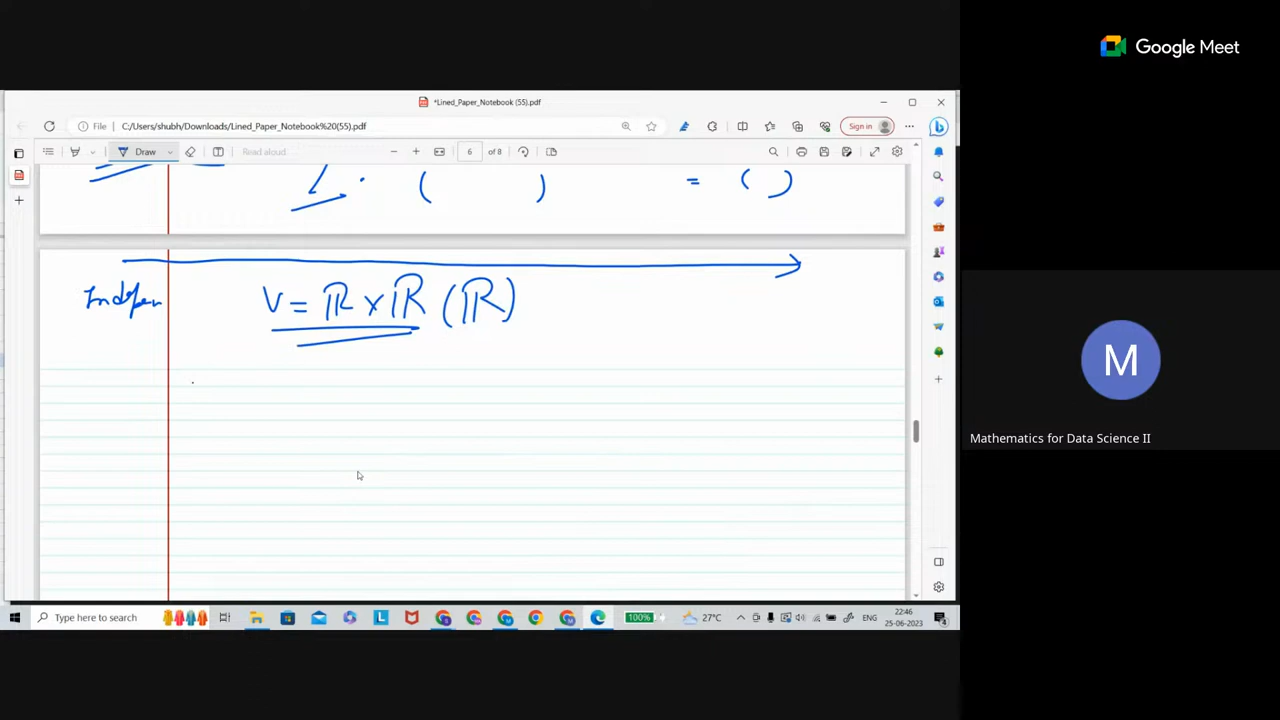 Google Meet
*Lined_Paper_Notebook (55).pdf
File C:/Users/shubh/Downloads/Lined_Paper_Notebook%20(55).pdf Sign in
Draw Read aloud 6 of 8
. ( ) = ( )
Indepen V = ℝ × ℝ (ℝ)
M
Mathematics for Data Science II
Type here to search 100% 27°C ENG 22:46
25-06-2023